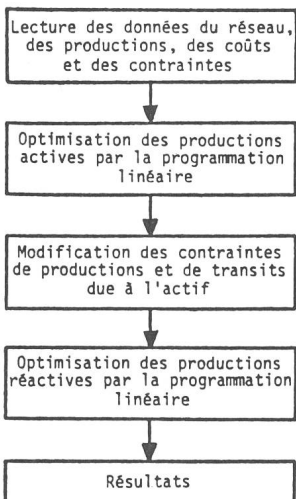 Lecture des données du réseau,
des productions, des coûts
et des contraintes
Optimisation des productions
actives par la programmation
linéaire
Modification des contraintes
de productions et de transits
due à l'actif
Optimisation des productions
réactives par la programmation
linéaire
Résultats